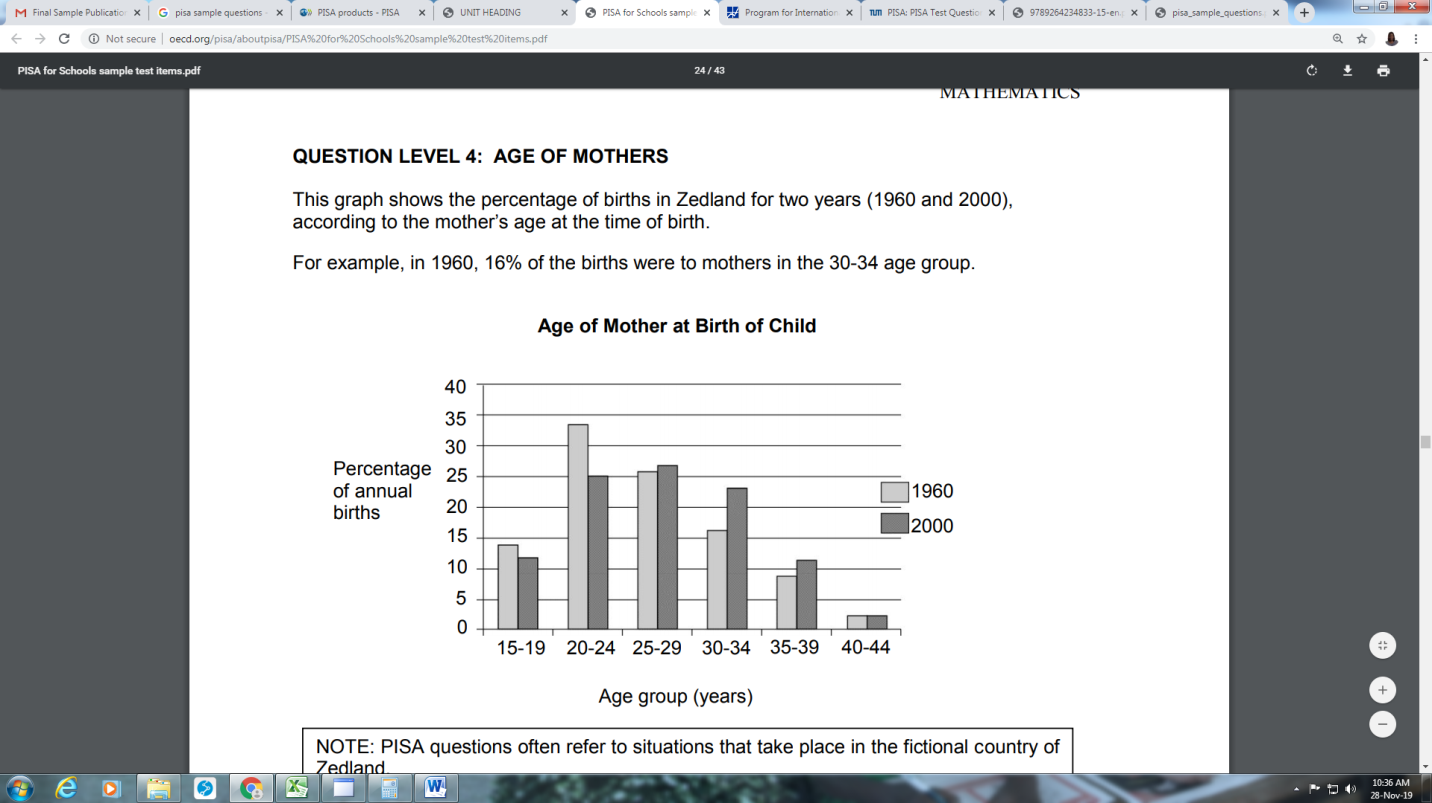 Final Sample Publication
pisa sample questions -
PISA products - PISA
UNIT HEADING
PISA for Schools sample
Program for Internation
TUM PISA: PISA Test Questio
9789264234833-15-en.p
pisa_sample_questions.p
Not secure | oecd.org/pisa/aboutpisa/PISA%20for%20Schools%20sample%20test%20items.pdf
PISA for Schools sample test items.pdf
24 / 43
MATHEMATICS
QUESTION LEVEL 4: AGE OF MOTHERS
This graph shows the percentage of births in Zedland for two years (1960 and 2000),
according to the mother's age at the time of birth.
For example, in 1960, 16% of the births were to mothers in the 30-34 age group.
Age of Mother at Birth of Child
40
35
30
25
20
15
10
5
0
Percentage
of annual
births
1960
2000
15-19 20-24 25-29 30-34 35-39 40-44
Age group (years)
NOTE: PISA questions often refer to situations that take place in the fictional country of
Zedland
10:36 AM
28-Nov-19